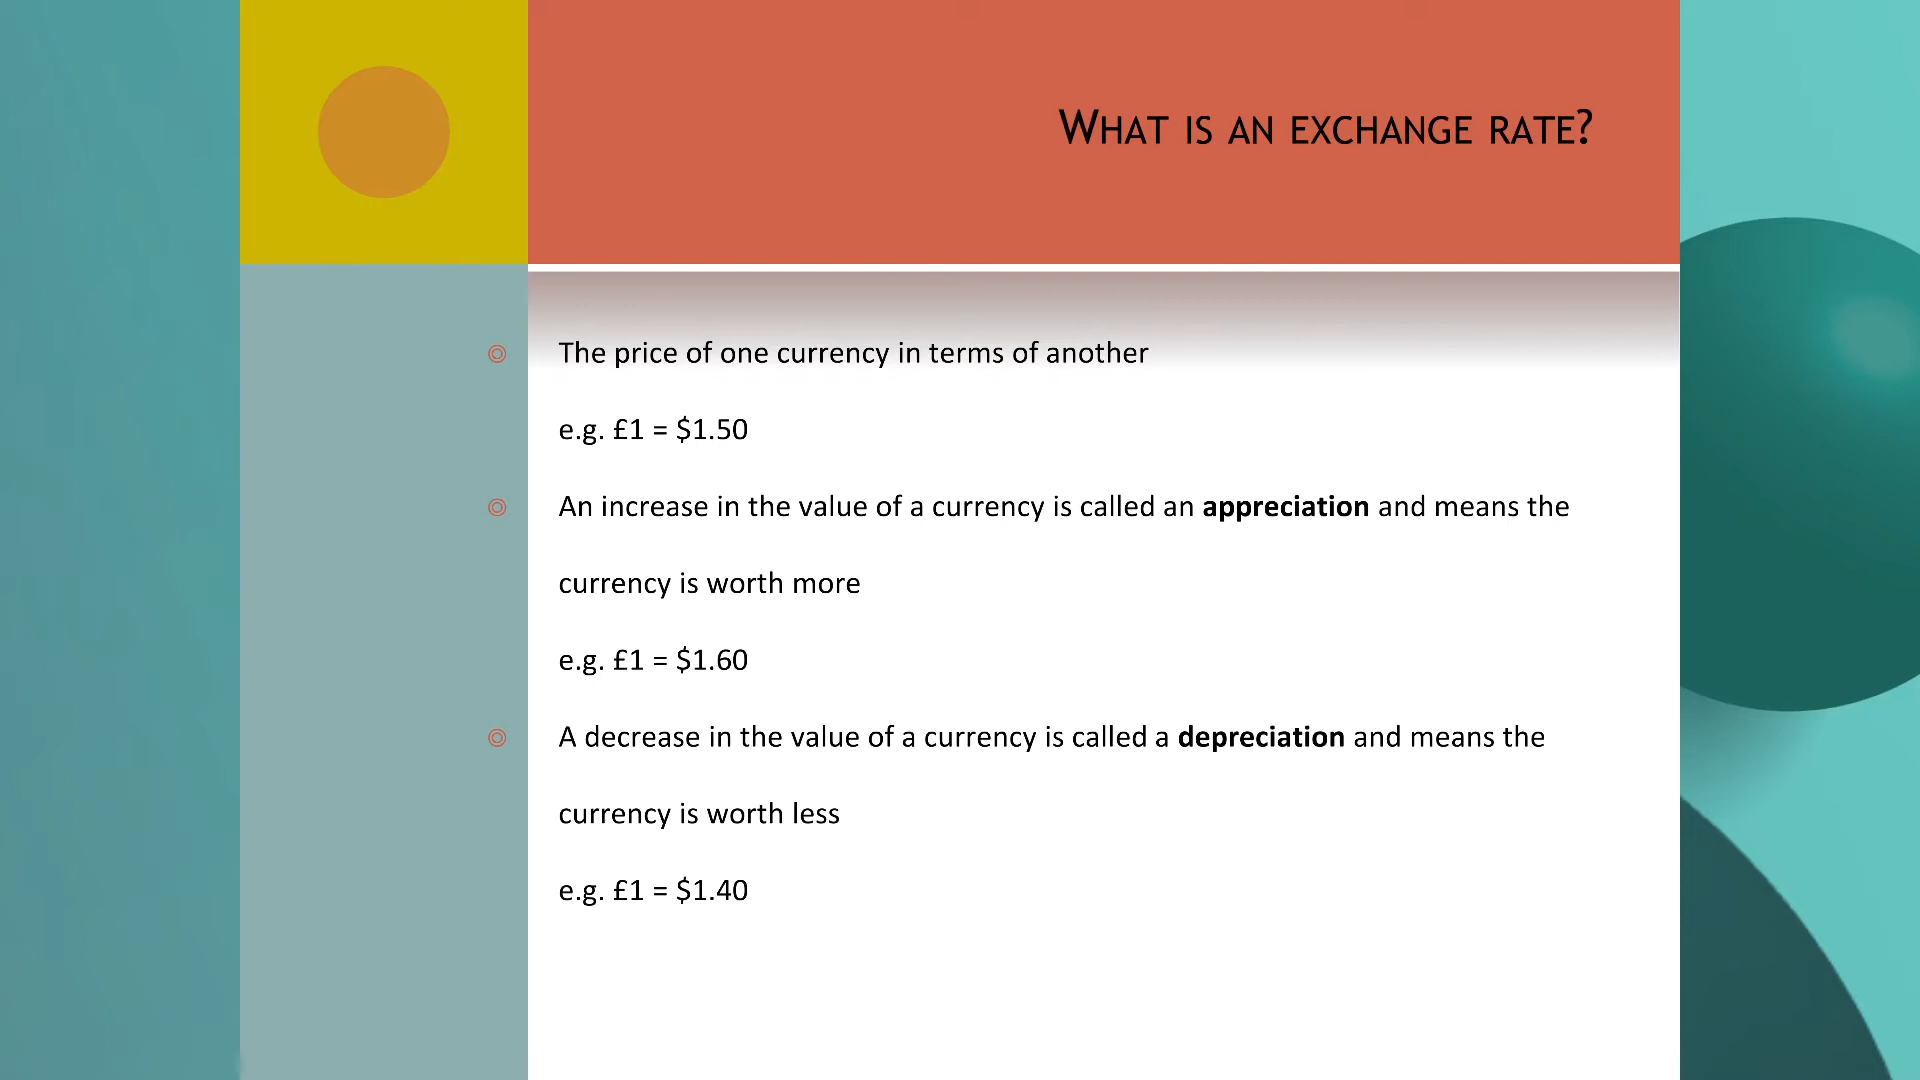 What is an exchange rate?
The price of one currency in terms of another
e.g. £1 = $1.50
An increase in the value of a currency is called an appreciation and means the
currency is worth more
e.g. £1 = $1.60
A decrease in the value of a currency is called a depreciation and means the
currency is worth less
e.g. £1 = $1.40